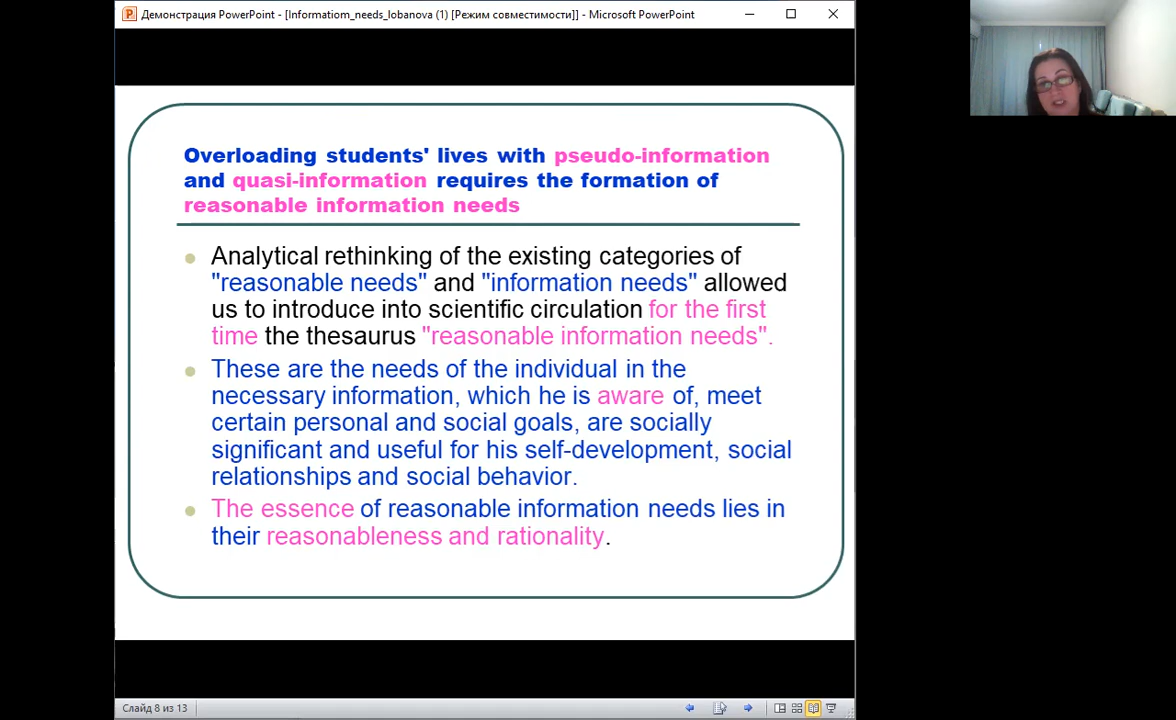 Демонстрация PowerPoint - [Informatiom_needs_lobanova (1) [Режим совместимости]] - Microsoft PowerPoint
Overloading students' lives with pseudo-information
and quasi-information requires the formation of
reasonable information needs
Analytical rethinking of the existing categories of
"reasonable needs" and "information needs" allowed
us to introduce into scientific circulation for the first
time the thesaurus "reasonable information needs".
These are the needs of the individual in the
necessary information, which he is aware of, meet
certain personal and social goals, are socially
significant and useful for his self-development, social
relationships and social behavior.
The essence of reasonable information needs lies in
their reasonableness and rationality.
Слайд 8 из 13